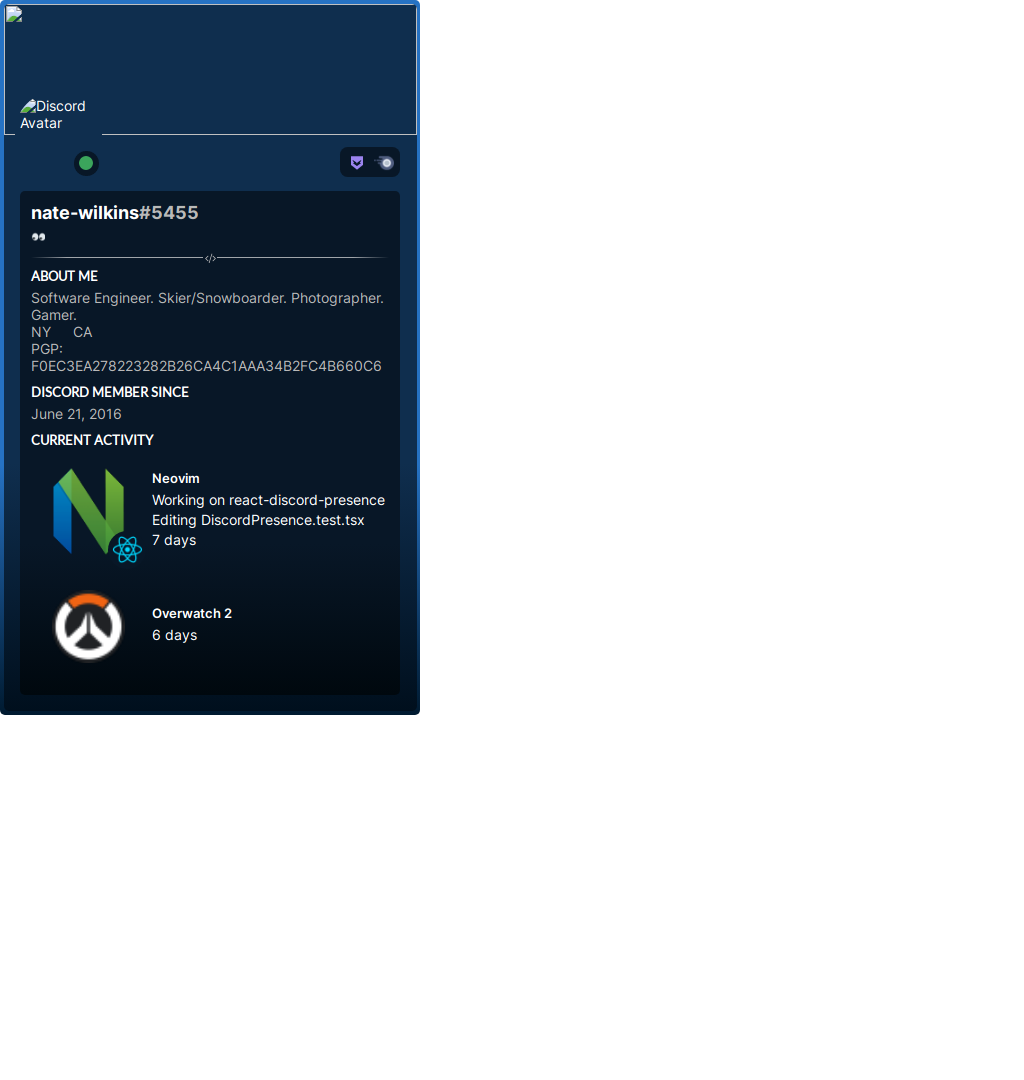 Discord
Avatar
nate-wilkins#5455
👀
</>
ABOUT ME
Software Engineer. Skier/Snowboarder. Photographer.
Gamer.
NY CA
PGP:
F0EC3EA278223282B26CA4C1AAA34B2FC4B660C6
DISCORD MEMBER SINCE
June 21, 2016
CURRENT ACTIVITY
Neovim
Working on react-discord-presence
Editing DiscordPresence.test.tsx
7 days
Overwatch 2
6 days